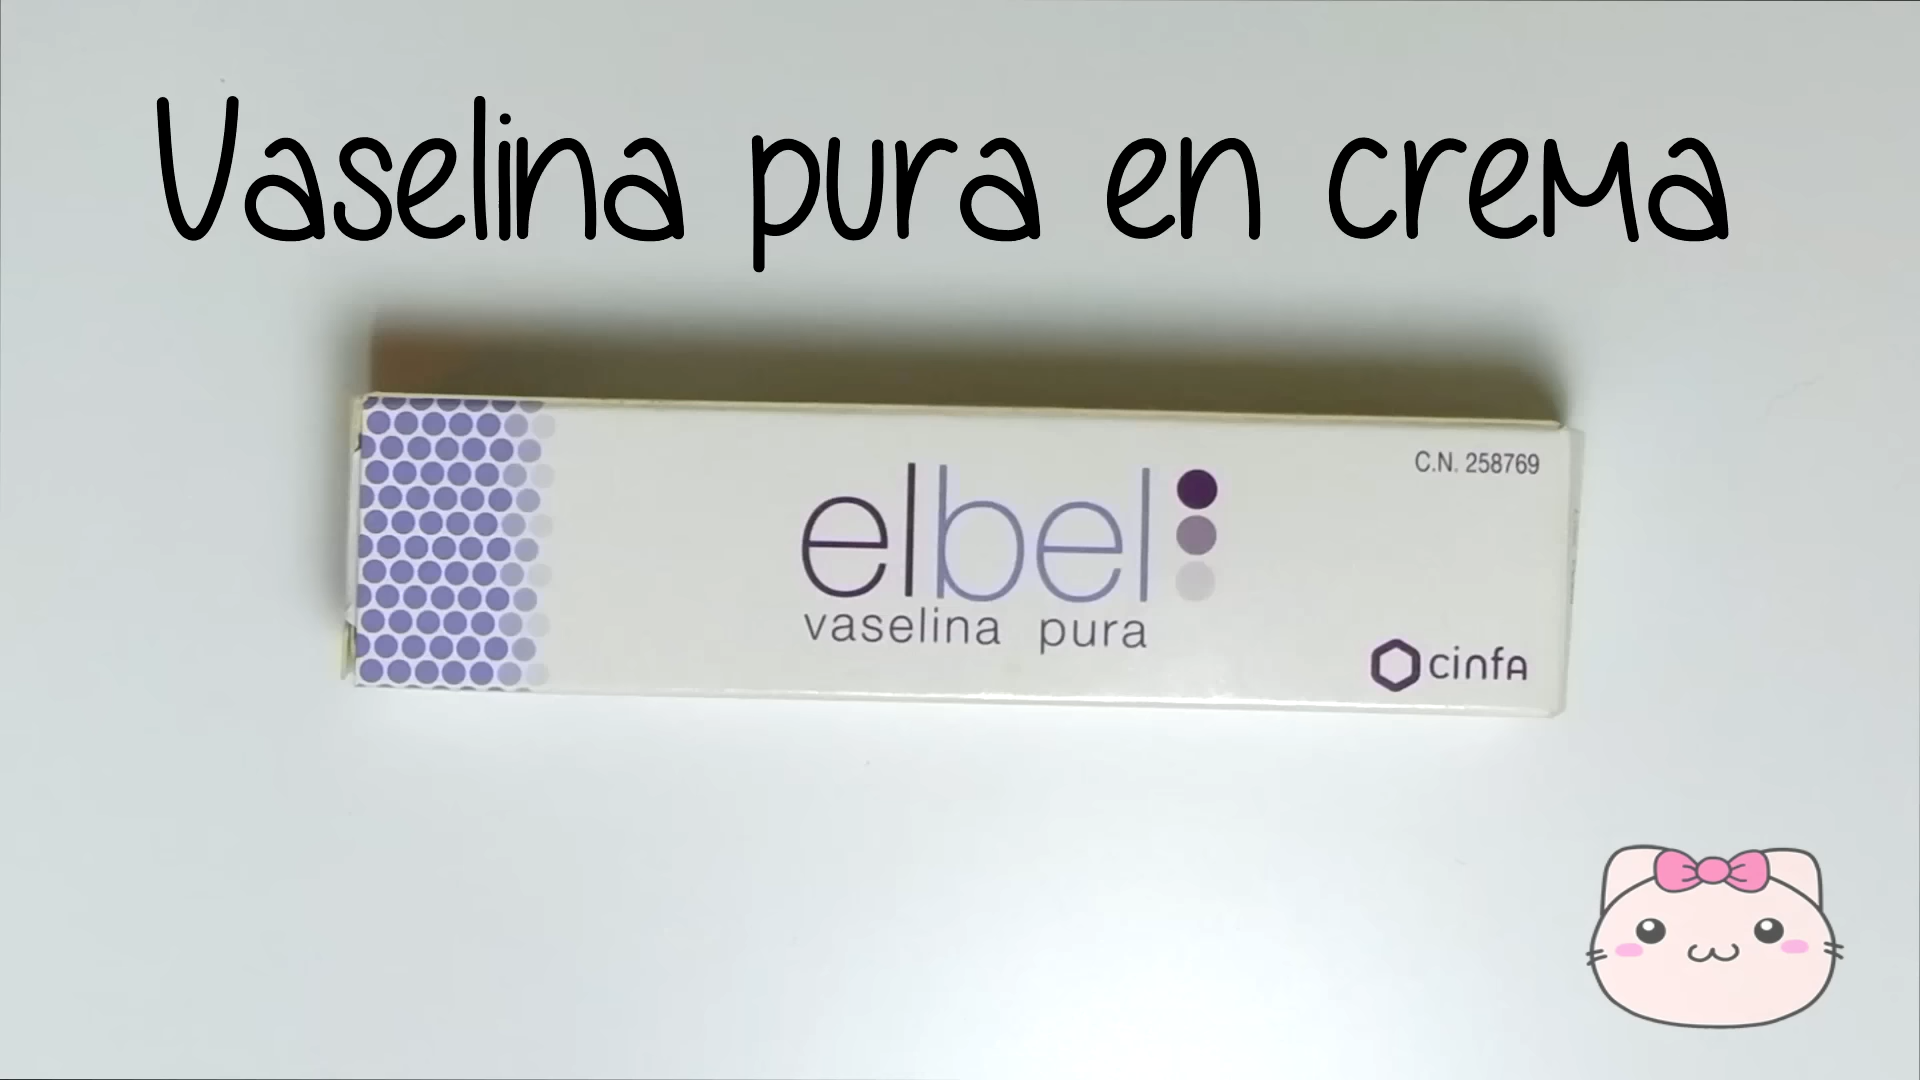 Vaselina pura en crema
C.N. 258769
elbel
vaselina pura
cinfa